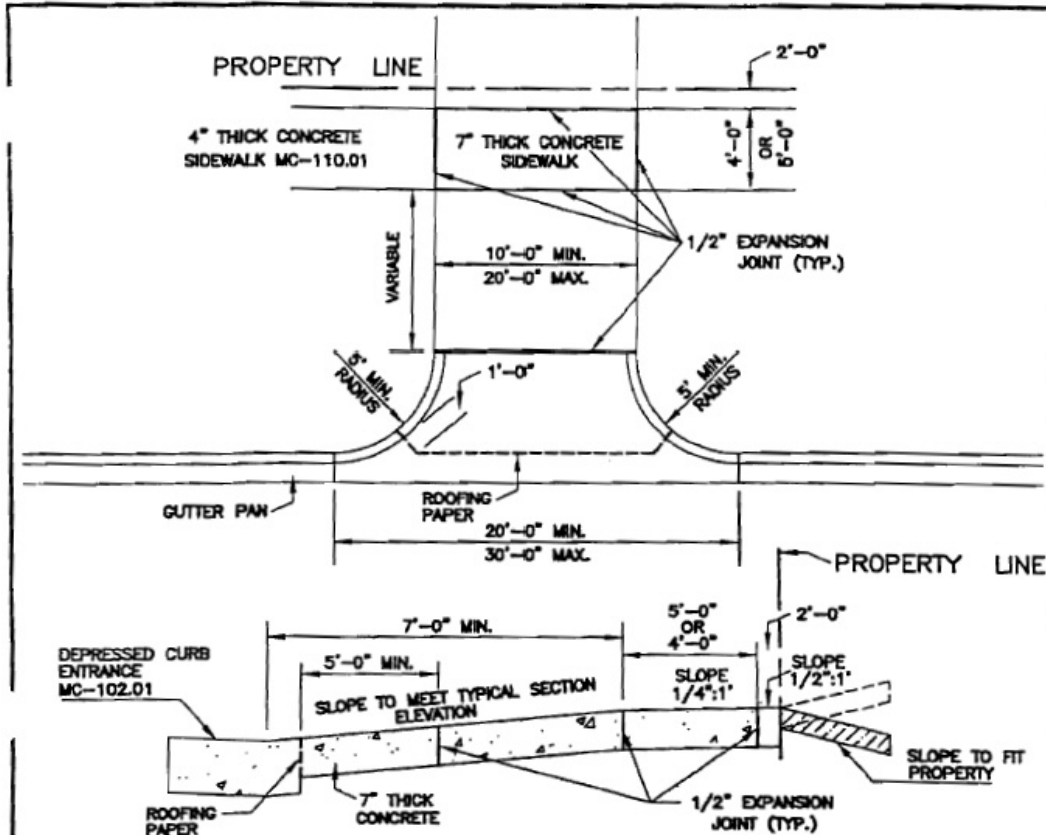 PROPERTY LINE
2'-0"
4" THICK CONCRETE
SIDEWALK MC-110.01
7" THICK CONCRETE
SIDEWALK
4'-0"
OR
5'-0"
VARIABLE
10'-0" MIN.
20'-0" MAX.
1/2" EXPANSION
JOINT (TYP.)
5' MIN.
RADIUS
1'-0"
5' MIN.
RADIUS
GUTTER PAN
ROOFING
PAPER
20'-0" MIN.
30'-0" MAX.
PROPERTY LINE
7'-0" MIN.
5'-0"
OR
4'-0"
2'-0"
DEPRESSED CURB
ENTRANCE
MC-102.01
5'-0" MIN.
SLOPE TO MEET TYPICAL SECTION
ELEVATION
SLOPE
1/4":1'
SLOPE
1/2":1'
SLOPE TO FIT
PROPERTY
ROOFING
PAPER
7" THICK
CONCRETE
1/2" EXPANSION
JOINT (TYP.)